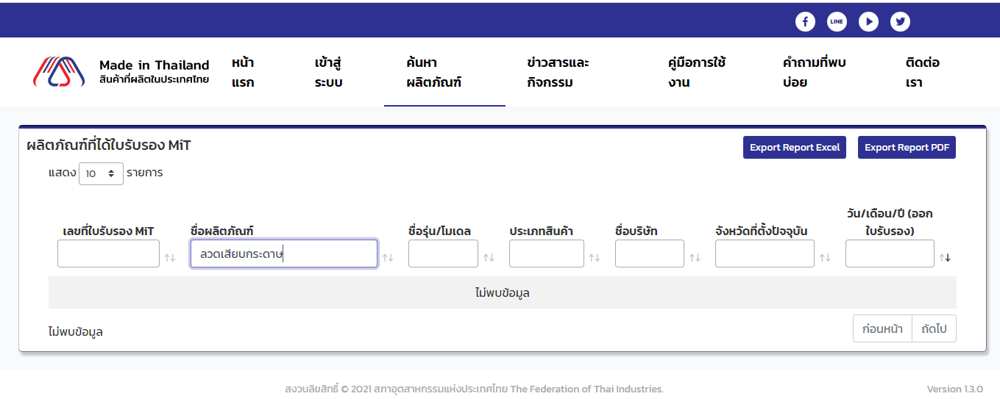 LINE
Made in Thailand
สินค้าที่ผลิตในประเทศไทย
หน้า
แรก
เข้าสู่
ระบบ
ค้นหา
ผลิตภัณฑ์
ข่าวสารและ
กิจกรรม
คู่มือการใช้
งาน
คำถามที่พบ
บ่อย
ติดต่อ
เรา
ผลิตภัณฑ์ที่ได้ใบรับรอง MiT
Export Report Excel
Export Report PDF
แสดง 10 รายการ
เลขที่ใบรับรอง MiT
ชื่อผลิตภัณฑ์
ชื่อรุ่น/โมเดล
ประเภทสินค้า
ชื่อบริษัท
จังหวัดที่ตั้งปัจจุบัน
วัน/เดือน/ปี (ออก
ใบรับรอง)
ลวดเสียบกระดาษ
ไม่พบข้อมูล
ไม่พบข้อมูล
ก่อนหน้า
ถัดไป
สงวนลิขสิทธิ์ © 2021 สภาอุตสาหกรรมแห่งประเทศไทย The Federation of Thai Industries.
Version 1.3.0